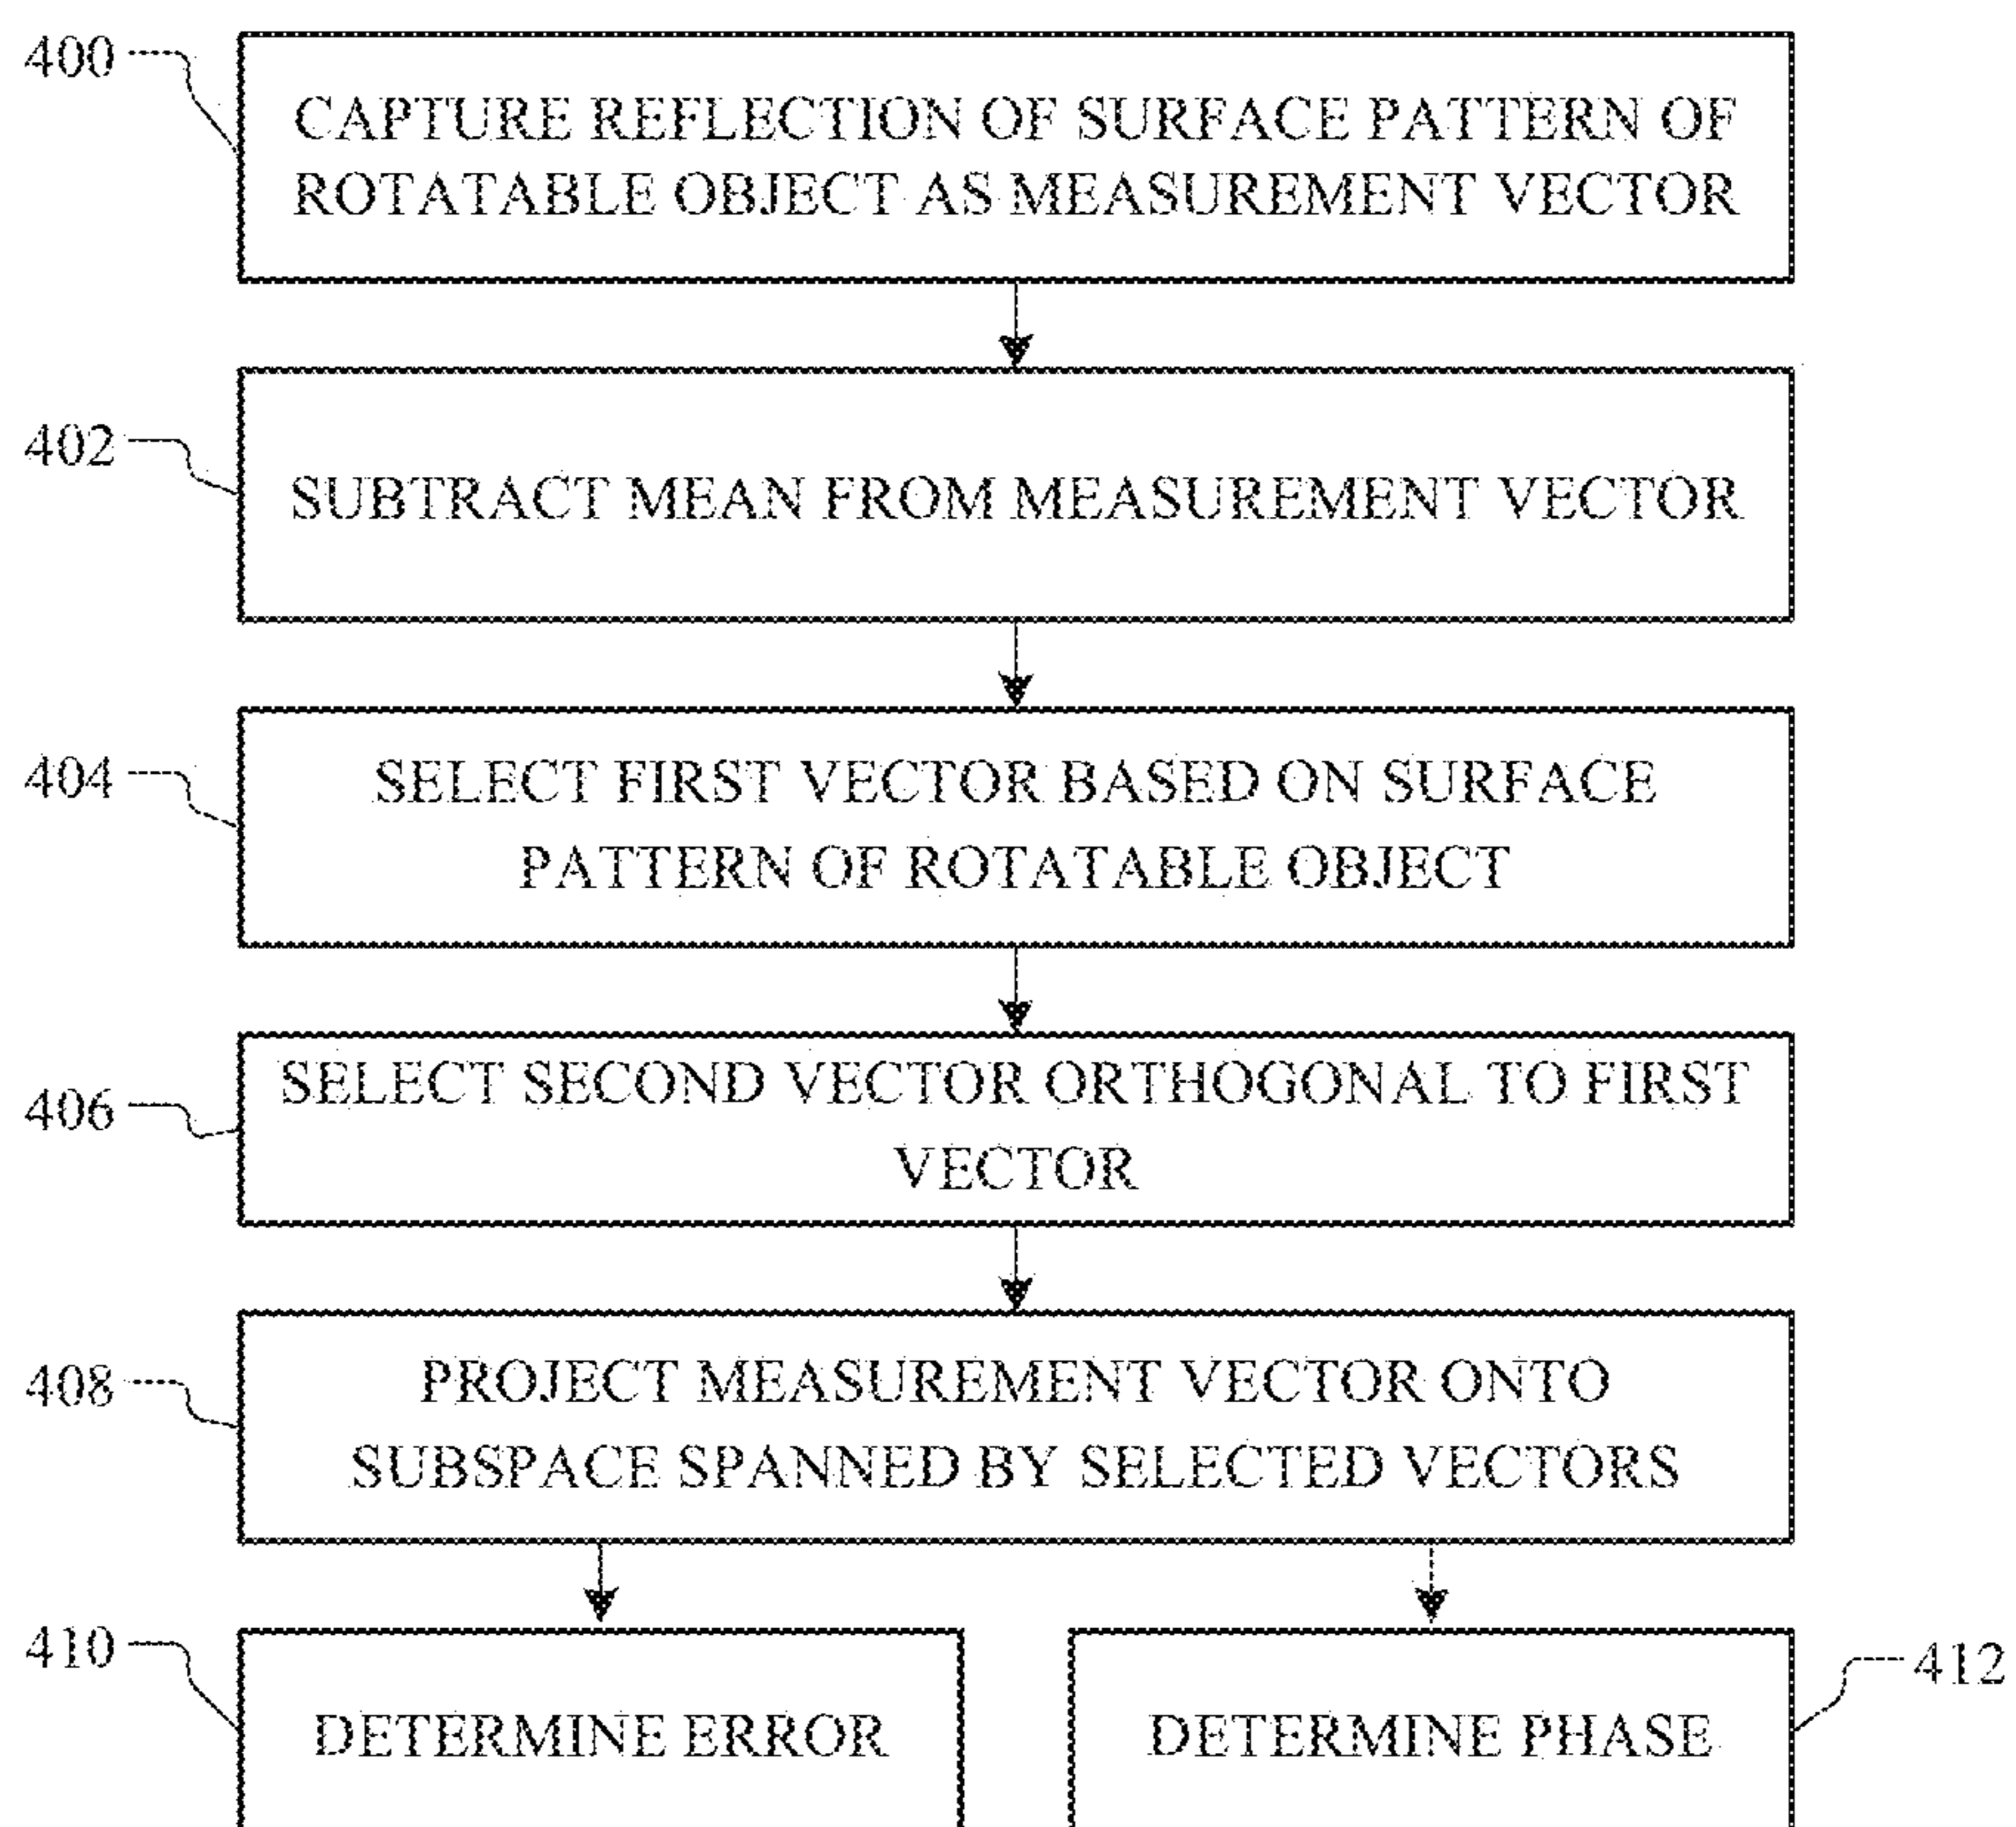 400
CAPTURE REFLECTION OF SURFACE PATTERN OF
ROTATABLE OBJECT AS MEASUREMENT VECTOR
402
SUBTRACT MEAN FROM MEASUREMENT VECTOR
404
SELECT FIRST VECTOR BASED ON SURFACE
PATTERN OF ROTATABLE OBJECT
406
SELECT SECOND VECTOR ORTHOGONAL TO FIRST
VECTOR
408
PROJECT MEASUREMENT VECTOR ONTO
SUBSPACE SPANNED BY SELECTED VECTORS
410
DETERMINE ERROR
DETERMINE PHASE
412